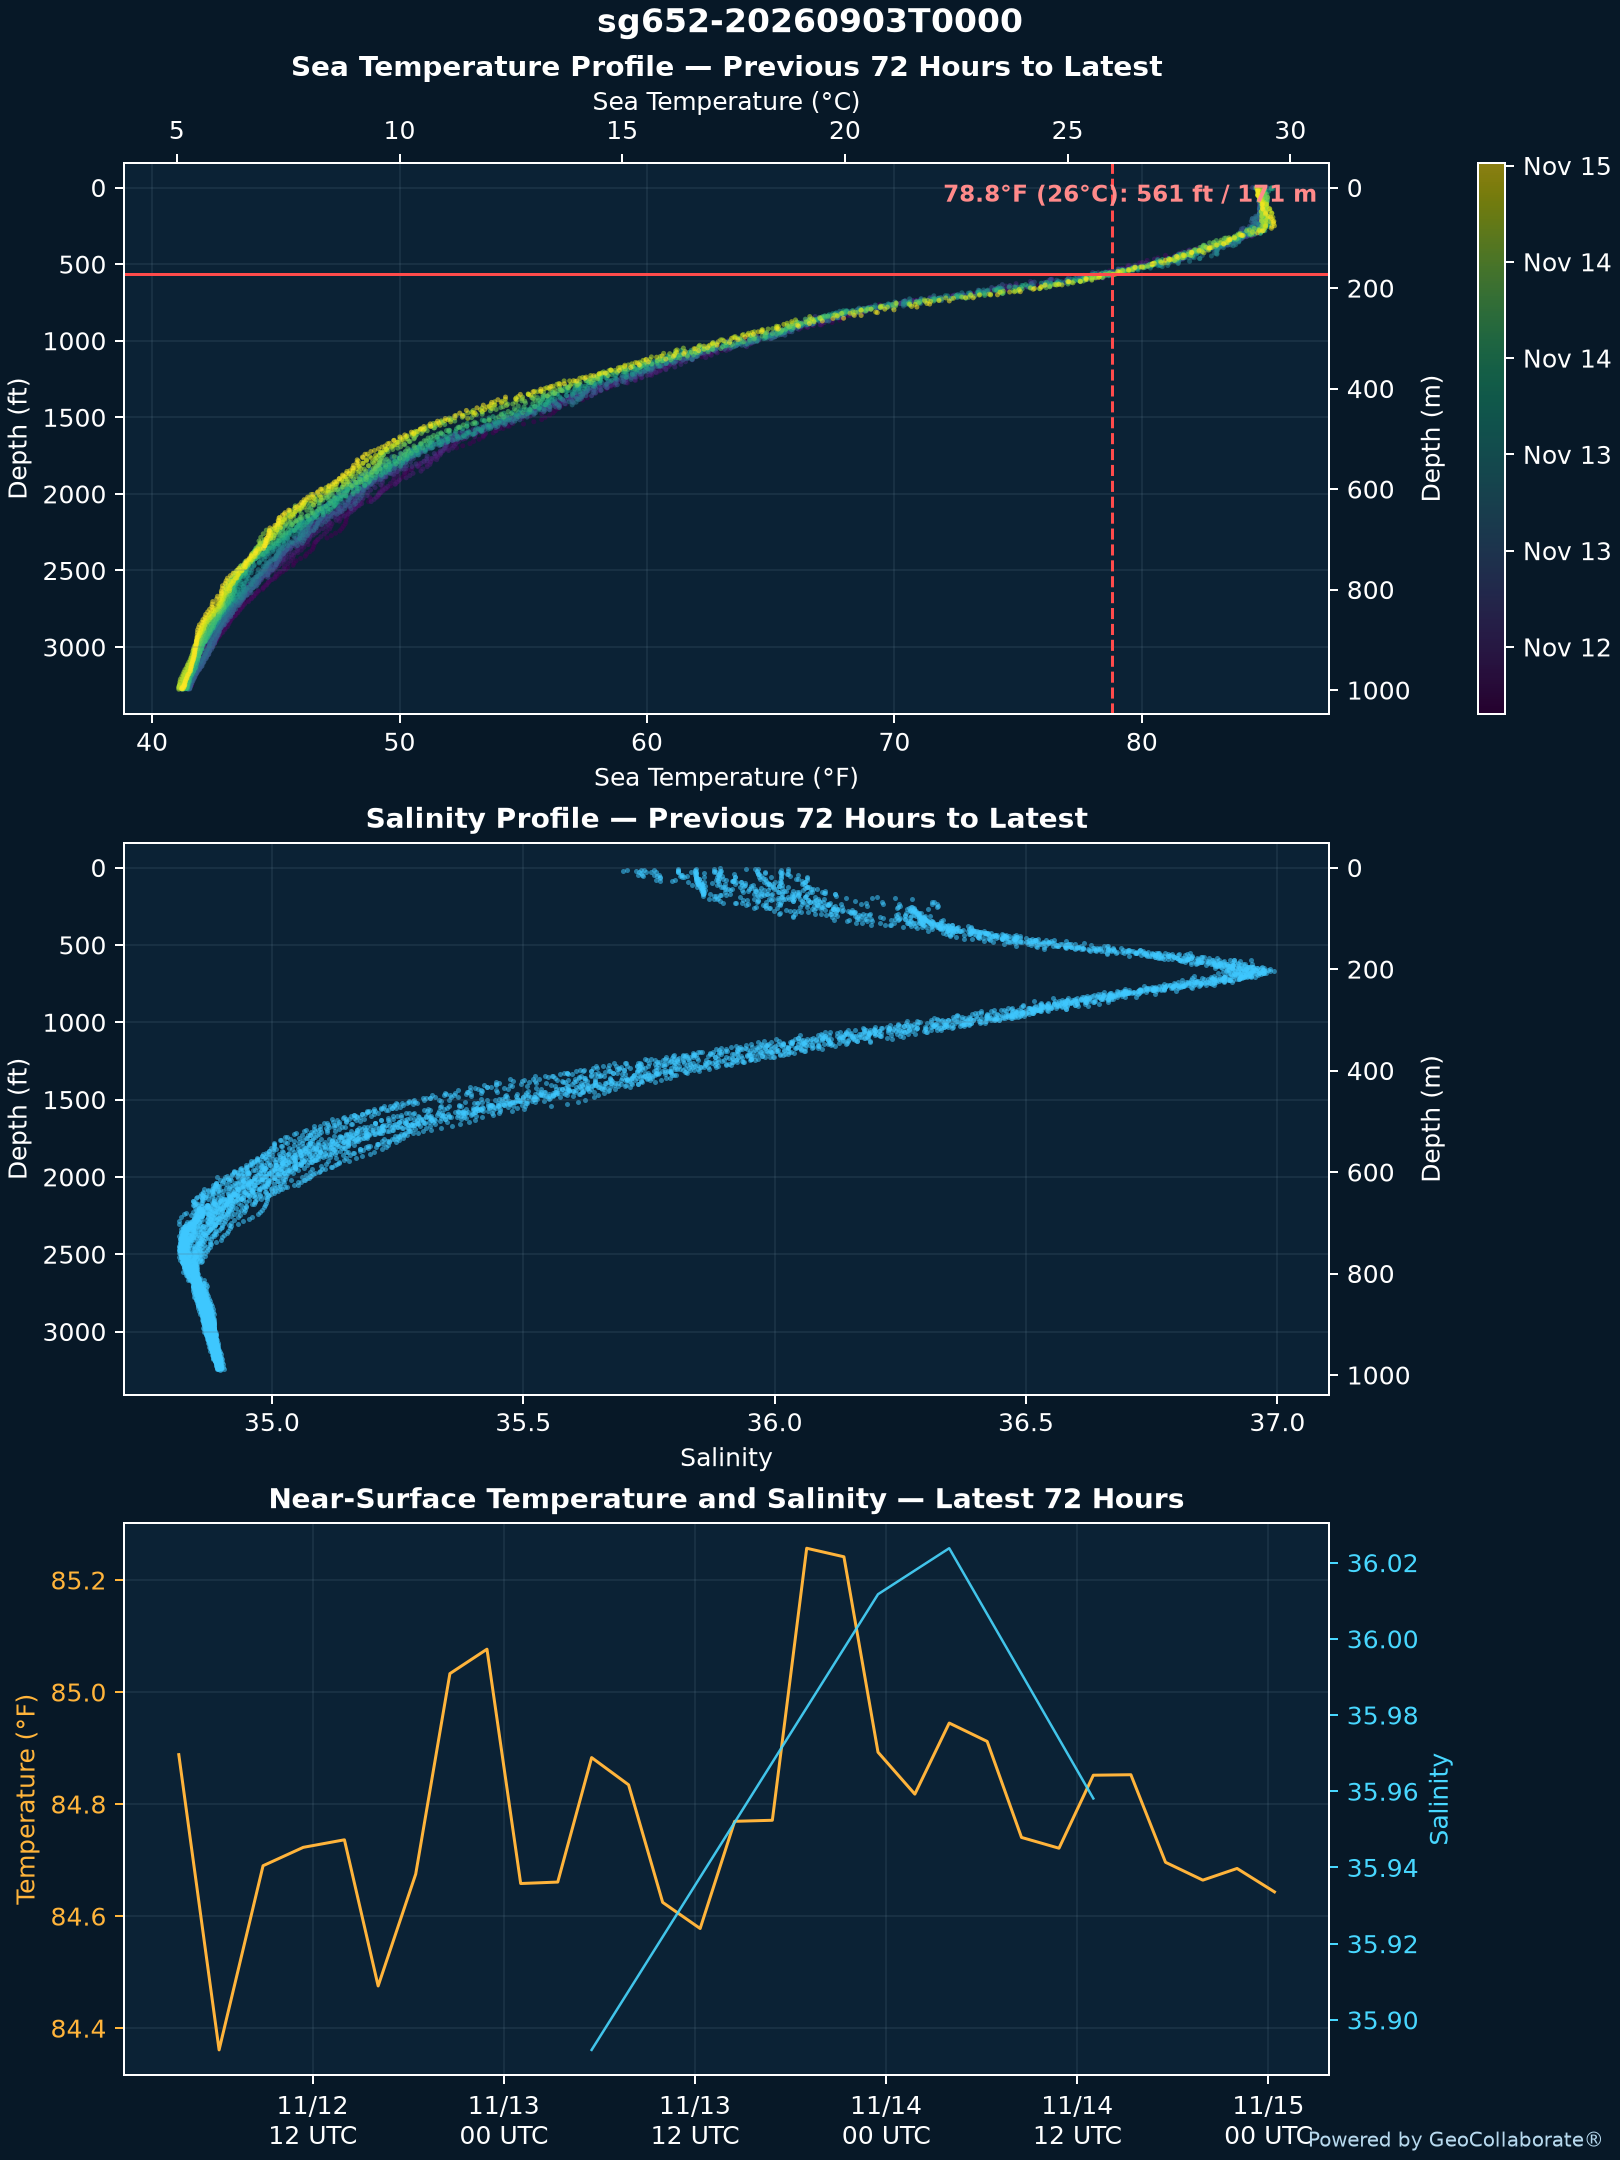 sg652-20260903T0000
Sea Temperature Profile — Previous 72 Hours to Latest
Sea Temperature (°C)
5 10 15 20 25 30
78.8°F (26°C): 561 ft / 171 m
0 500 1000 1500 2000 2500 3000
Depth (ft)
0 200 400 600 800 1000
Depth (m)
Nov 15
Nov 14
Nov 14
Nov 13
Nov 13
Nov 12
40 50 60 70 80
Sea Temperature (°F)
Salinity Profile — Previous 72 Hours to Latest
0 500 1000 1500 2000 2500 3000
Depth (ft)
0 200 400 600 800 1000
Depth (m)
35.0 35.5 36.0 36.5 37.0
Salinity
Near-Surface Temperature and Salinity — Latest 72 Hours
85.2 85.0 84.8 84.6 84.4
Temperature (°F)
36.02 36.00 35.98 35.96 35.94 35.92 35.90
Salinity
11/12 11/13 11/13 11/14 11/14 11/15
12 UTC 00 UTC 12 UTC 00 UTC 12 UTC 00 UTC
Powered by GeoCollaborate®